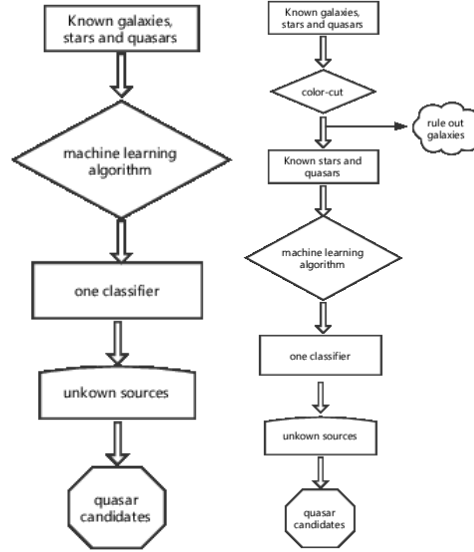 Known galaxies,
stars and quasars
machine learning
algorithm
one classifier
unkown sources
quasar
candidates
Known galaxies,
stars and quasars
color-cut
rule out
galaxies
Known stars and
quasars
machine learning
algorithm
one classifier
unkown sources
quasar
candidates